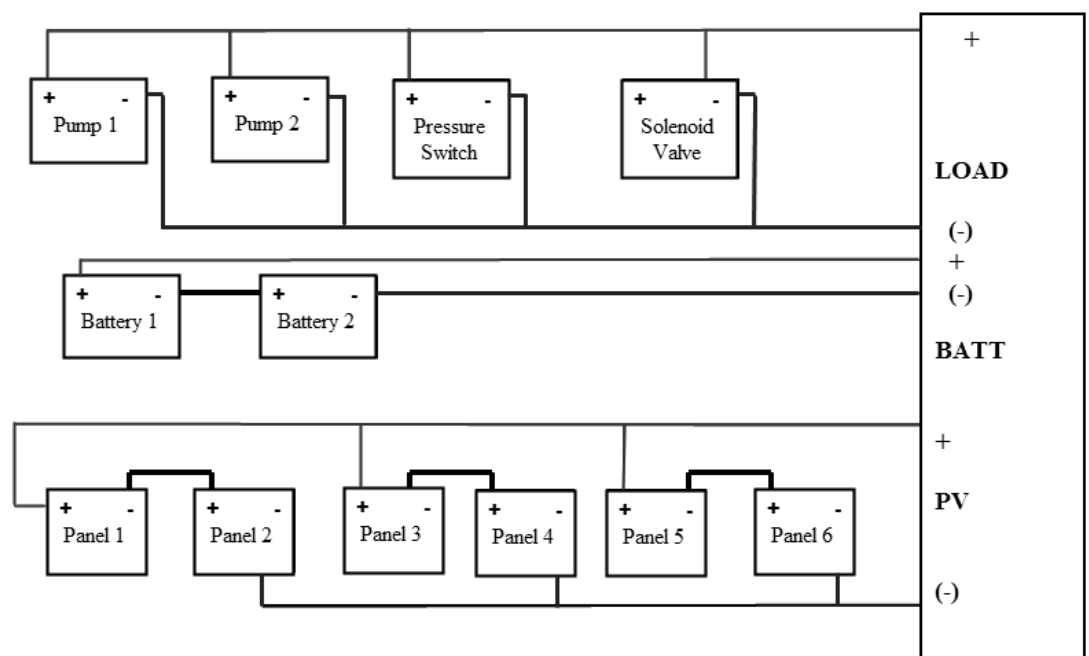 +
+ -
Pump 1
+ -
Pump 2
+ -
Pressure
Switch
+ -
Solenoid
Valve
LOAD
(-)
+
(-)
+ -
Battery 1
+ -
Battery 2
BATT
+
+ -
Panel 1
+ -
Panel 2
+ -
Panel 3
+ -
Panel 4
+ -
Panel 5
+ -
Panel 6
PV
(-)